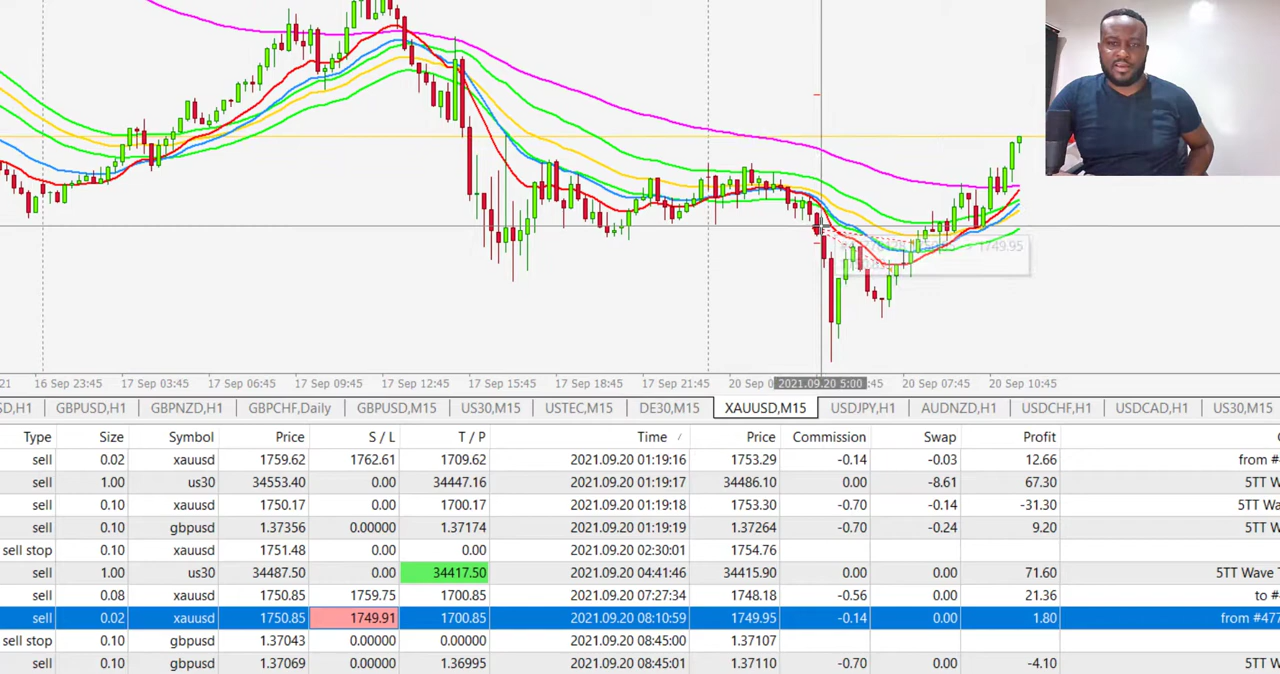 21 16 Sep 23:45 17 Sep 03:45 17 Sep 06:45 17 Sep 09:45 17 Sep 12:45 17 Sep 15:45 17 Sep 18:45 17 Sep 21:45 20 Sep 0 2021.09.20 5:00 :45 20 Sep 07:45 20 Sep 10:45
SD,H1 GBPUSD,H1 GBPNZD,H1 GBPCHF,Daily GBPUSD,M15 US30,M15 USTEC,M15 DE30,M15 XAUUSD,M15 USDJPY,H1 AUDNZD,H1 USDCHF,H1 USDCAD,H1 US30,M15
Type Size Symbol Price S / L T / P Time / Price Commission Swap Profit
sell 0.02 xauusd 1759.62 1762.61 1709.62 2021.09.20 01:19:16 1753.29 -0.14 -0.03 12.66 from #
sell 1.00 us30 34553.40 0.00 34447.16 2021.09.20 01:19:17 34486.10 0.00 -8.61 67.30 5TT W
sell 0.10 xauusd 1750.17 0.00 1700.17 2021.09.20 01:19:18 1753.30 -0.70 -0.14 -31.30 5TT Wa
sell 0.10 gbpusd 1.37356 0.00000 1.37174 2021.09.20 01:19:19 1.37264 -0.70 -0.24 9.20 5TT W
sell stop 0.10 xauusd 1751.48 0.00 0.00 2021.09.20 02:30:01 1754.76
sell 1.00 us30 34487.50 0.00 34417.50 2021.09.20 04:41:46 34415.90 0.00 0.00 71.60 5TT Wave T
sell 0.08 xauusd 1750.85 1759.75 1700.85 2021.09.20 07:27:34 1748.18 -0.56 0.00 21.36 to #4
sell 0.02 xauusd 1750.85 1749.91 1700.85 2021.09.20 08:10:59 1749.95 -0.14 0.00 1.80 from #477
sell stop 0.10 gbpusd 1.37043 0.00000 0.00000 2021.09.20 08:45:00 1.37107
sell 0.10 gbpusd 1.37069 0.00000 1.36995 2021.09.20 08:45:01 1.37110 -0.70 0.00 -4.10 5TT W